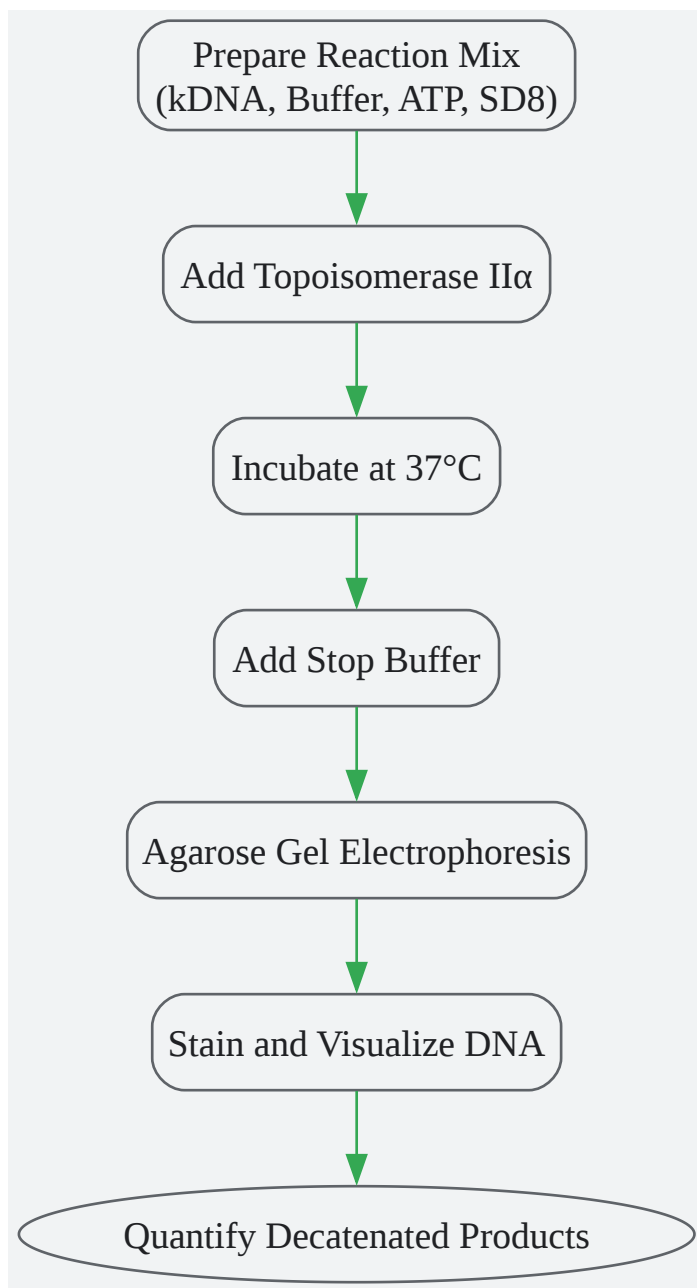 Prepare Reaction Mix
(kDNA, Buffer, ATP, SD8)
Add Topoisomerase IIα
Incubate at 37°C
Add Stop Buffer
Agarose Gel Electrophoresis
Stain and Visualize DNA
Quantify Decatenated Products